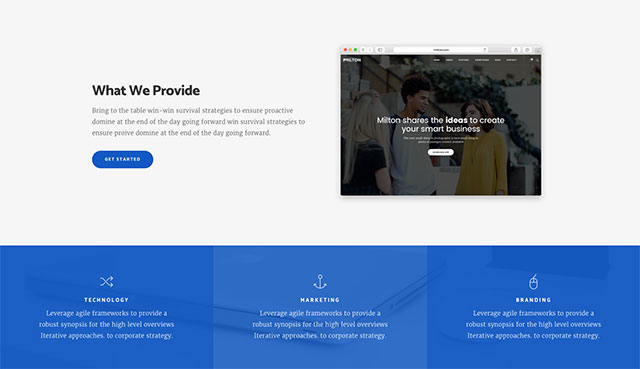 What We Provide
Bring to the table win-win survival strategies to ensure proactive
domine at the end of the day going forward win survival strategies to
ensure proive domine at the end of the day going forward.
GET STARTED
MILTON
HOME
Milton shares the ideas to create
your smart business
TECHNOLOGY
MARKETING
BRANDING
Leverage agile frameworks to provide a
robust synopsis for the high level overviews
Iterative approaches. to corporate strategy.
Leverage agile frameworks to provide a
robust synopsis for the high level overviews
Iterative approaches. to corporate strategy.
Leverage agile frameworks to provide a
robust synopsis for the high level overviews
Iterative approaches. to corporate strategy.